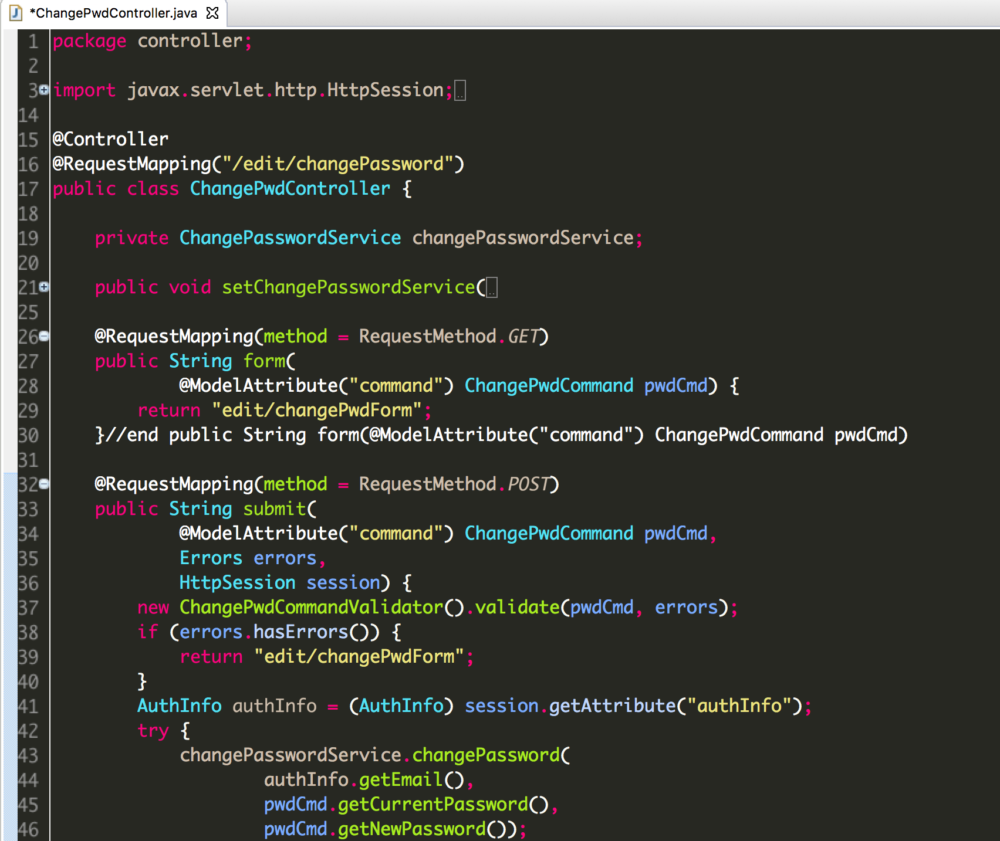 *ChangePwdController.java
1 package controller;
2
3 import javax.servlet.http.HttpSession;
14
15 @Controller
16 @RequestMapping("/edit/changePassword")
17 public class ChangePwdController {
18
19     private ChangePasswordService changePasswordService;
20
21     public void setChangePasswordService(
25
26     @RequestMapping(method = RequestMethod.GET)
27     public String form(
28             @ModelAttribute("command") ChangePwdCommand pwdCmd) {
29         return "edit/changePwdForm";
30     }//end public String form(@ModelAttribute("command") ChangePwdCommand pwdCmd)
31
32     @RequestMapping(method = RequestMethod.POST)
33     public String submit(
34             @ModelAttribute("command") ChangePwdCommand pwdCmd,
35             Errors errors,
36             HttpSession session) {
37         new ChangePwdCommandValidator().validate(pwdCmd, errors);
38         if (errors.hasErrors()) {
39             return "edit/changePwdForm";
40         }
41         AuthInfo authInfo = (AuthInfo) session.getAttribute("authInfo");
42         try {
43             changePasswordService.changePassword(
44                     authInfo.getEmail(),
45                     pwdCmd.getCurrentPassword(),
46                     pwdCmd.getNewPassword());